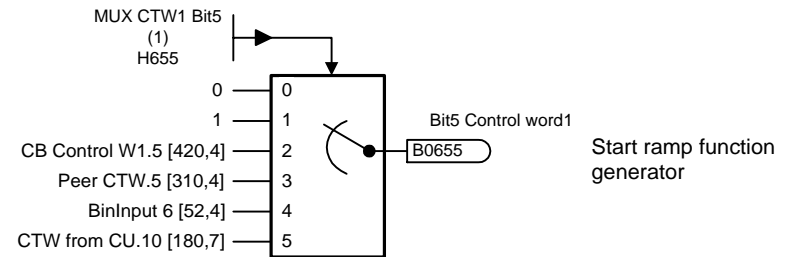 MUX CTW1 Bit5
(1)
H655
0 0
1 1 Bit5 Control word1
CB Control W1.5 [420,4] 2 B0655 Start ramp function
Peer CTW.5 [310,4] 3 generator
BinInput 6 [52,4] 4
CTW from CU.10 [180,7] 5